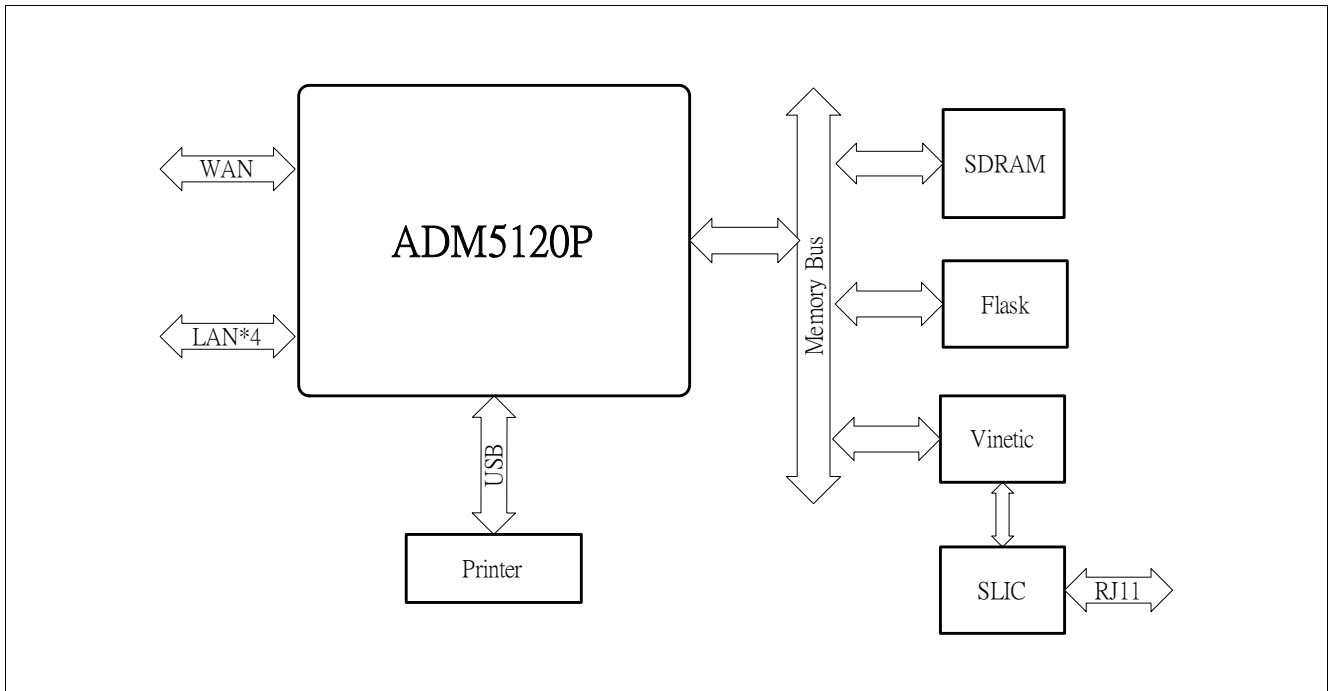 WAN
ADM5120P
LAN*4
USB
Printer
Memory Bus
SDRAM
Flask
Vinetic
SLIC
RJ11